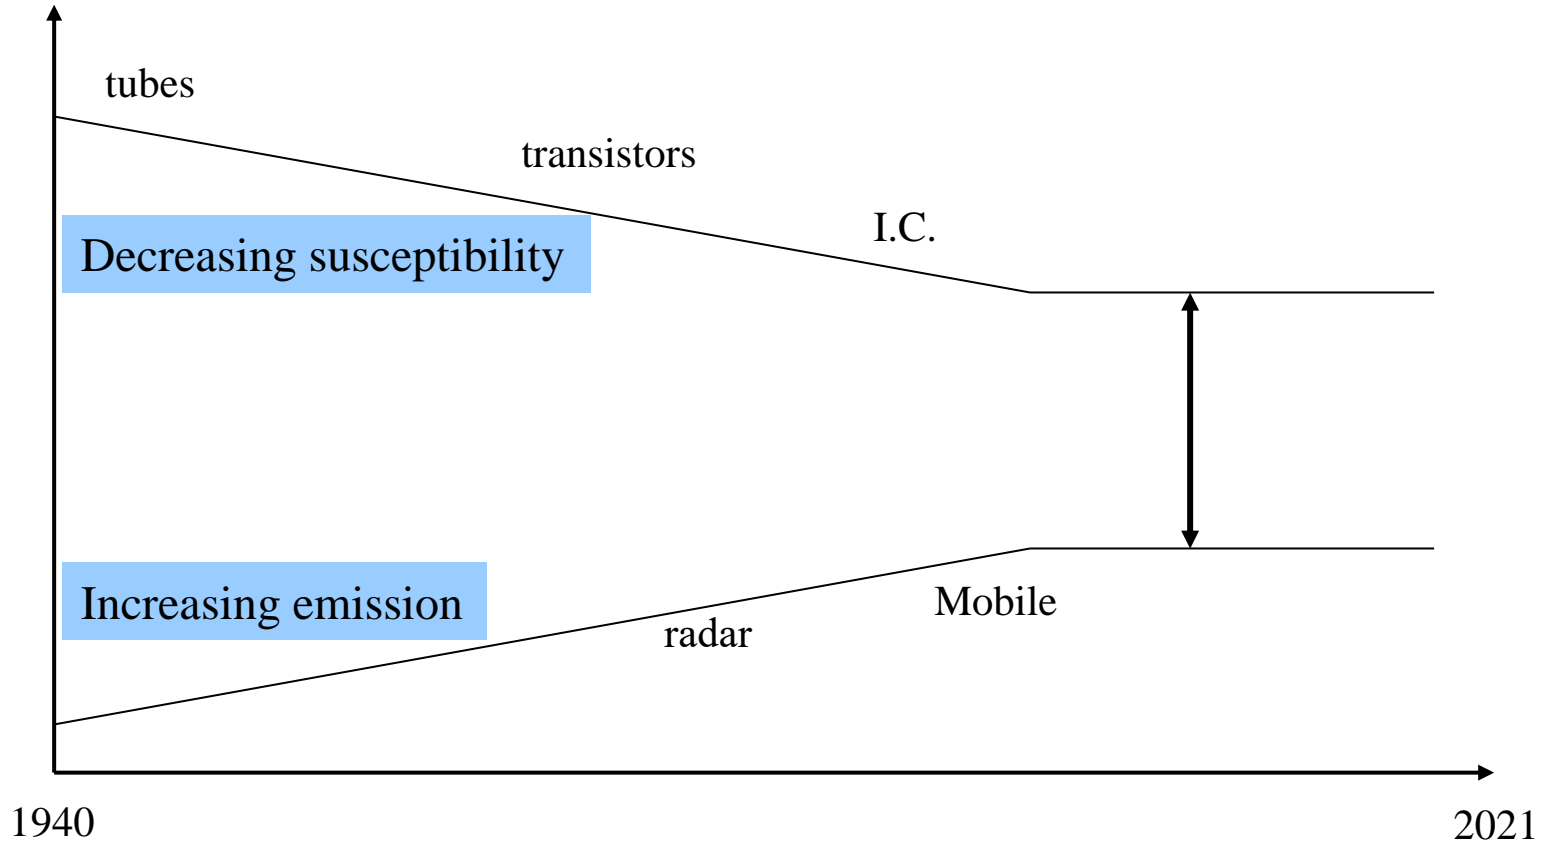 tubes
transistors
I.C.
Decreasing susceptibility
Increasing emission
Mobile
radar
1940
2021